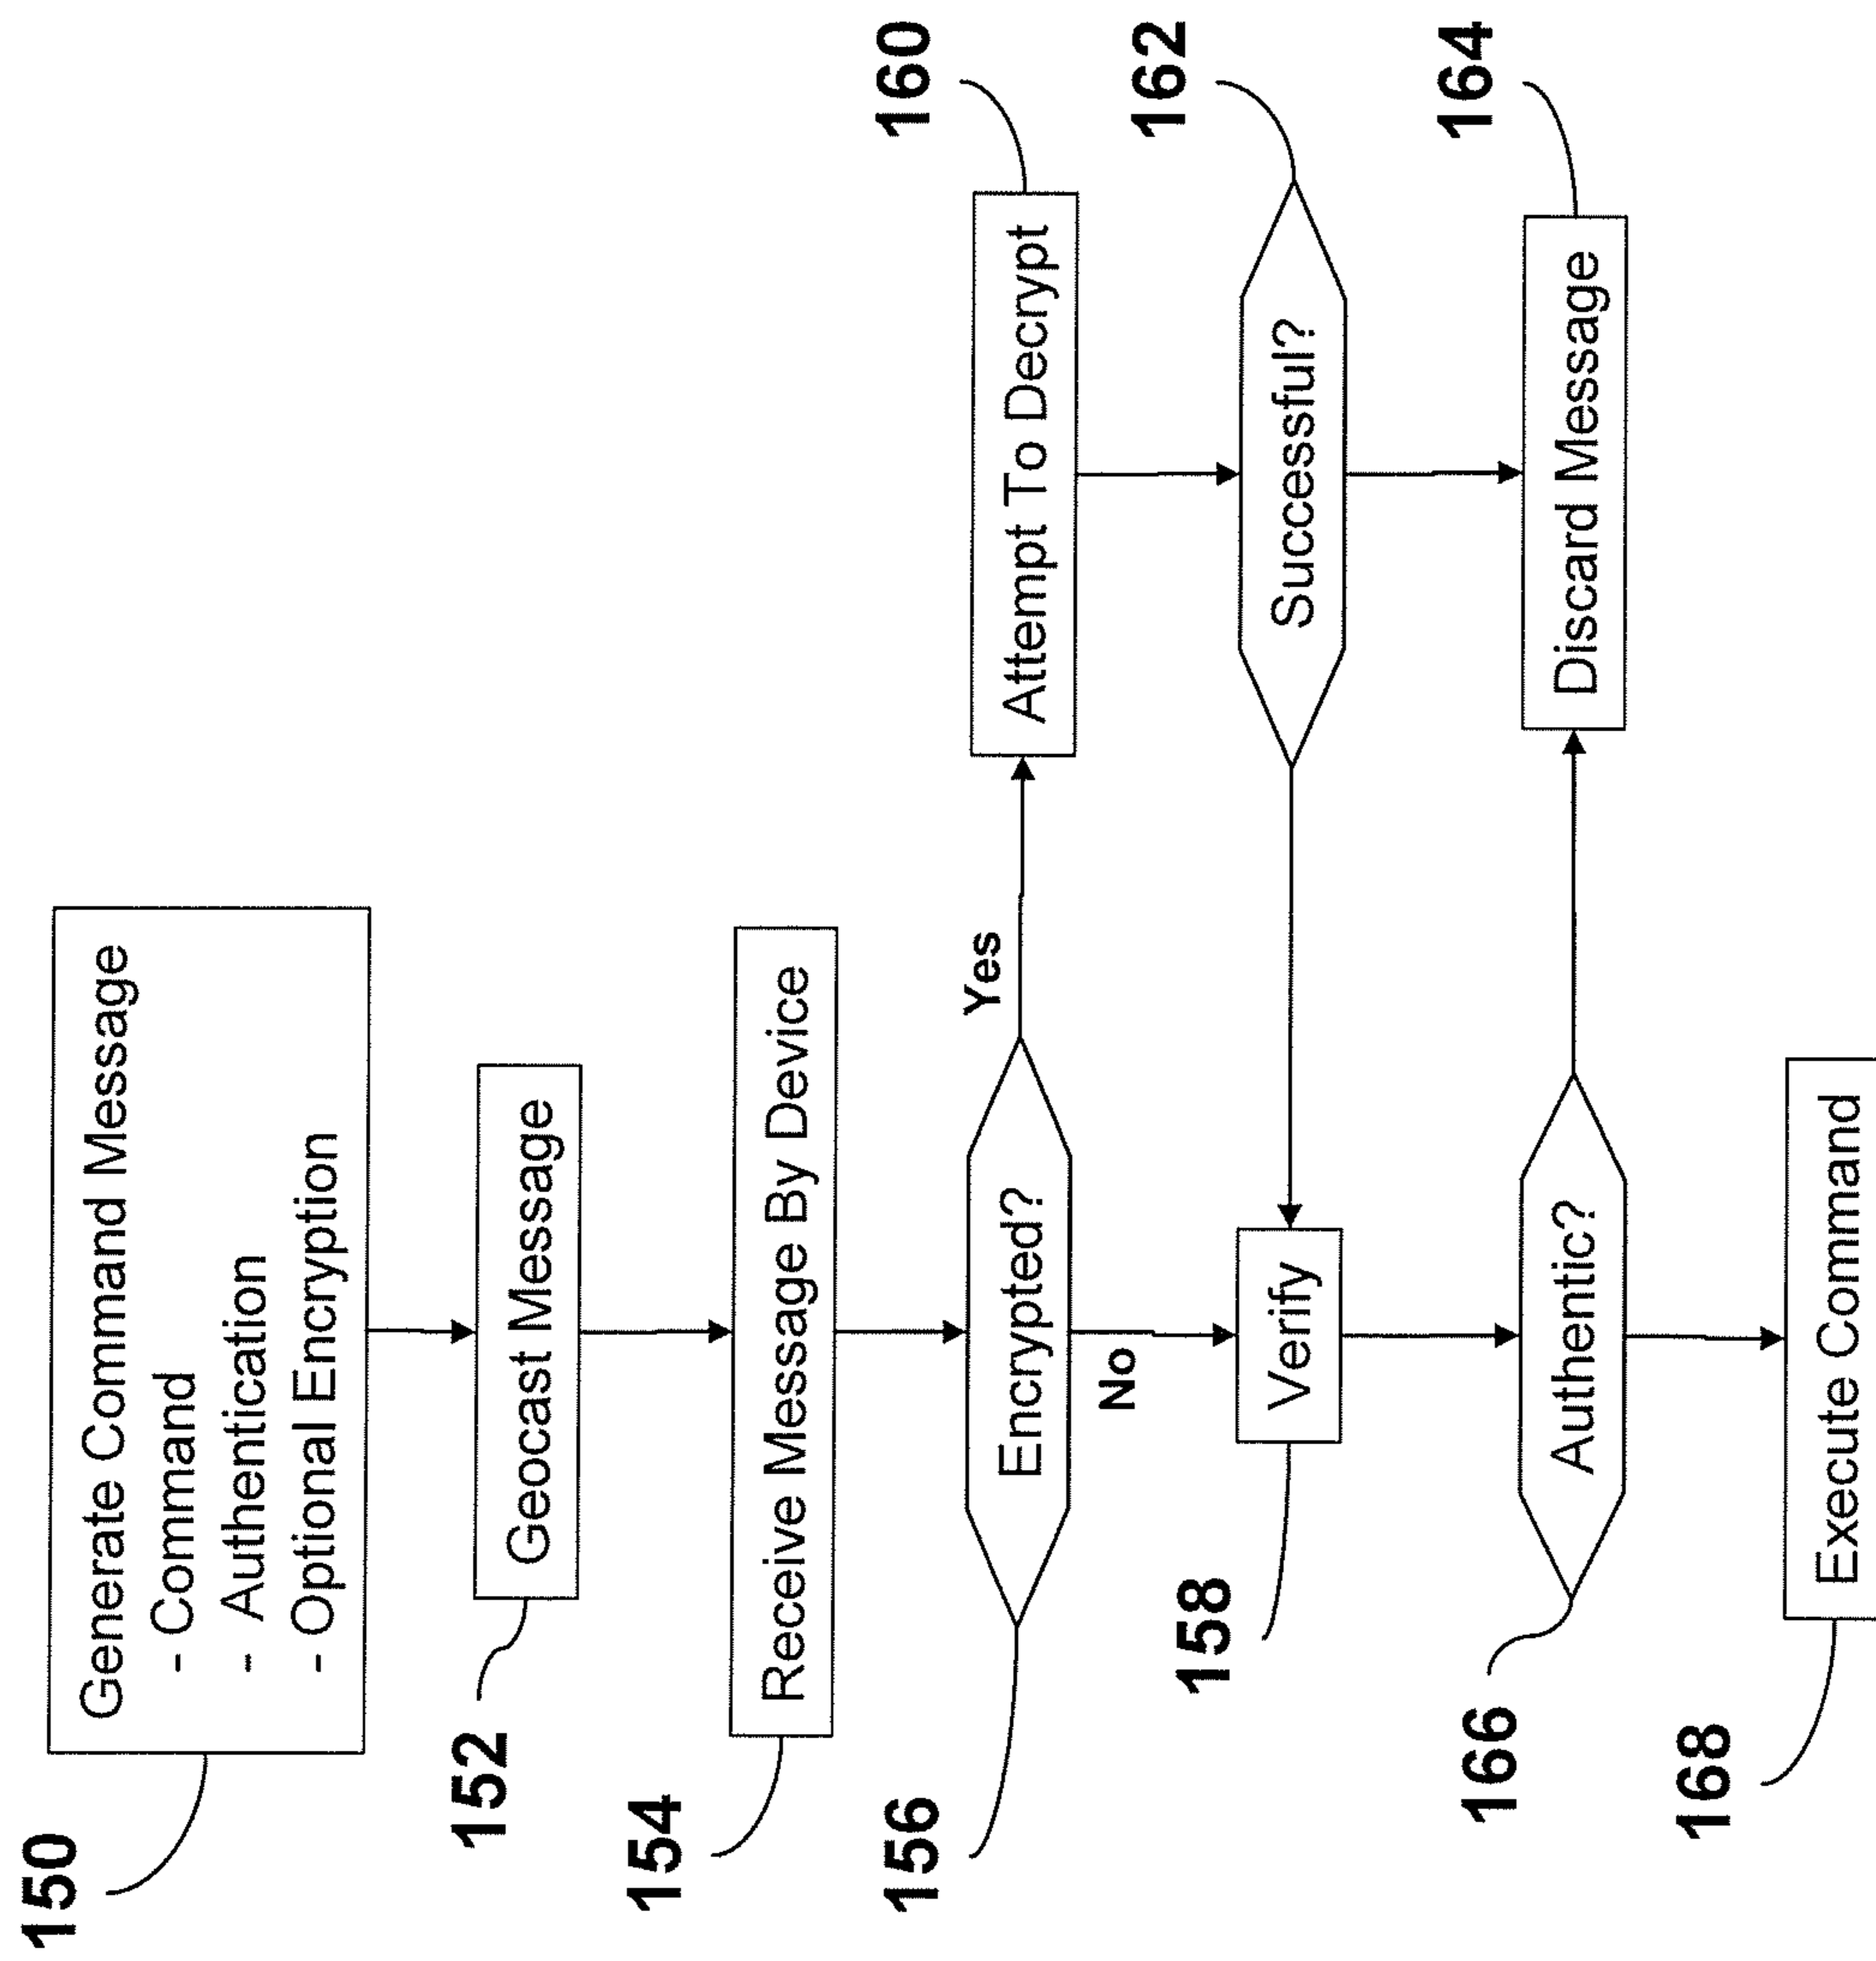 150
Generate Command Message
- Command
- Authentication
- Optional Encryption
152
Geocast Message
154
Receive Message By Device
156
Encrypted?
Yes
No
160
Attempt To Decrypt
162
Successful?
158
Verify
164
Discard Message
166
Authentic?
168
Execute Command